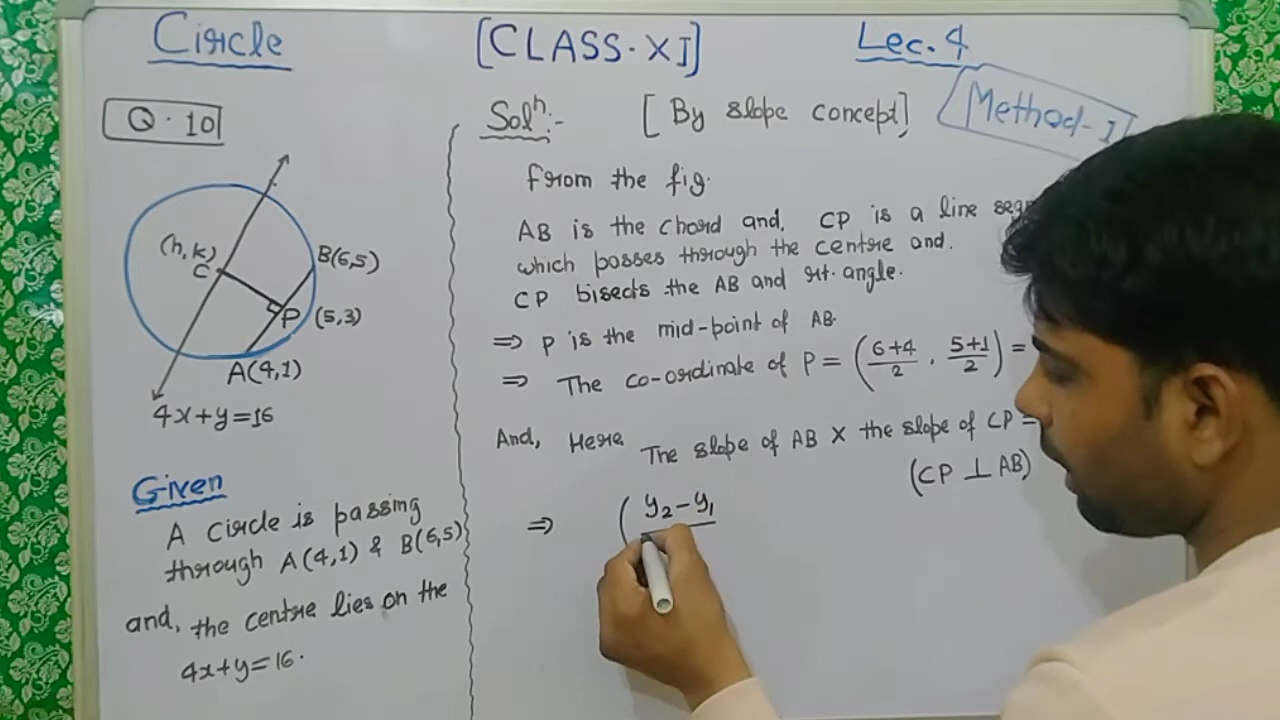 Circle
[CLASS-XI]
Lec.4
Method-I
Q.10
(h,k)
C
B(6,5)
P (5,3)
A(4,1)
4x+y=16
Given
A circle is passing
through A(4,1) & B(6,5)
and, the centre lies on the
4x+y=16.
Solⁿ:-
[By slope concept]
from the fig.
AB is the chord and, CP is a line
which passes through the centre and.
CP bisects the AB and rt. angle.
⇒ P is the mid-point of AB.
⇒ The co-ordinate of P = (6+4/2, 5+1/2) =
And, Here The slope of AB × the slope of CP =
(CP ⊥ AB)
⇒ (y₂-y₁